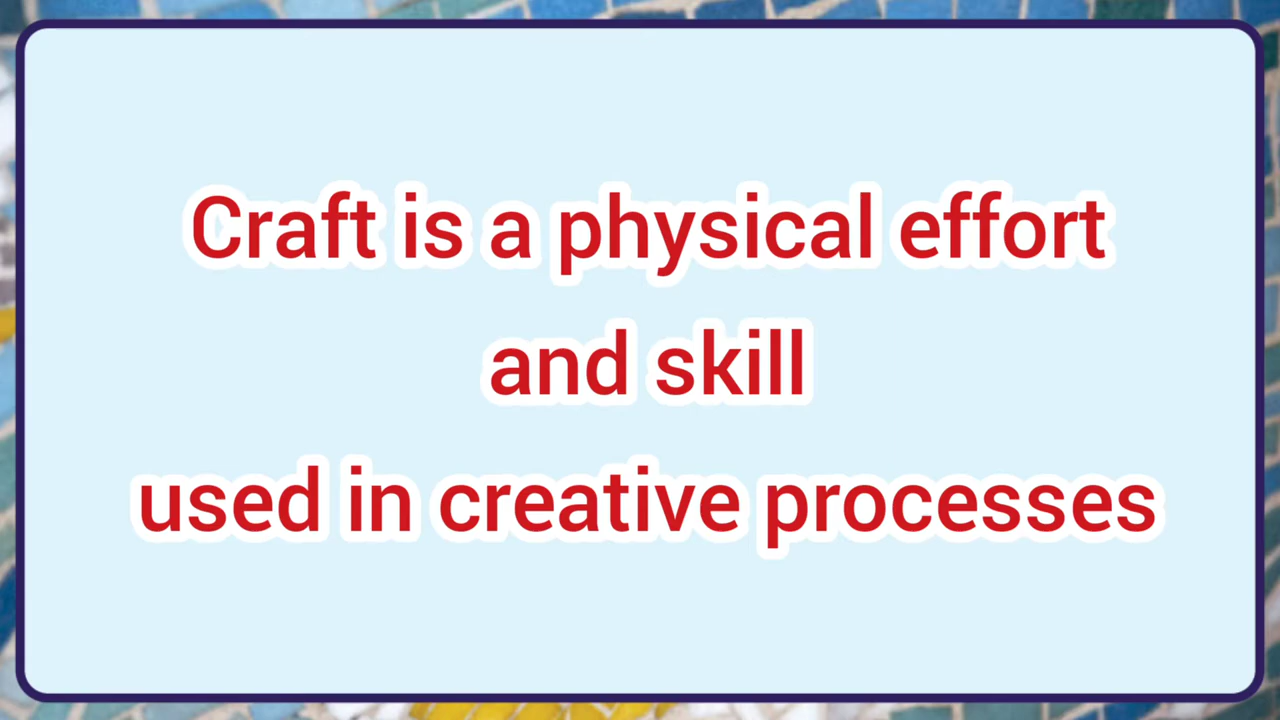 Craft is a physical effort
and skill
used in creative processes